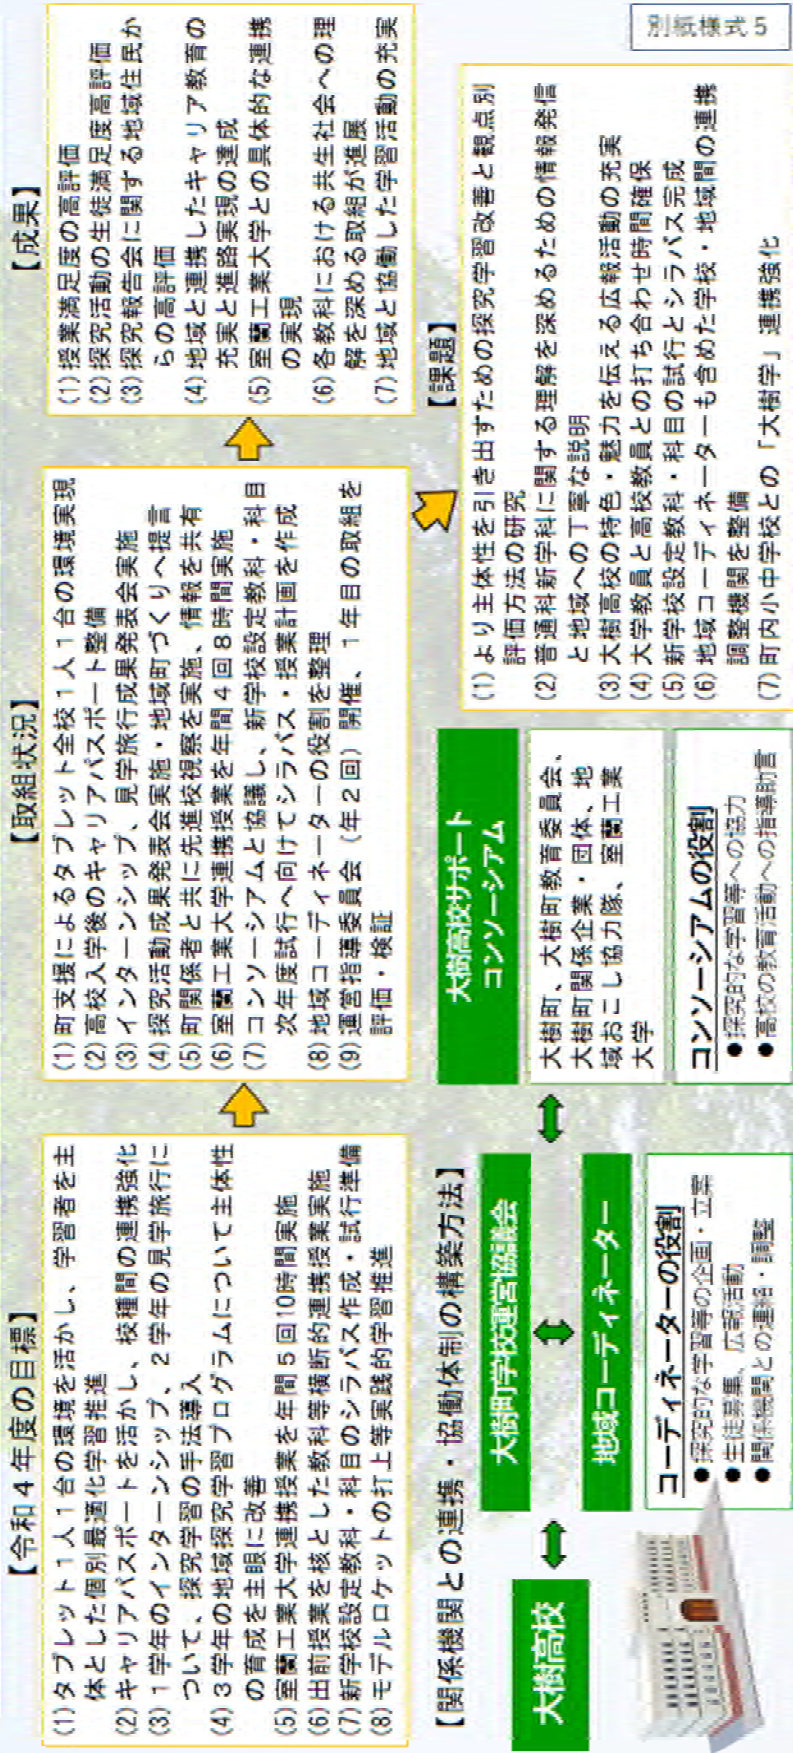 別紙様式5
【令和4年度の目標】
(1) タブレット1人1台の環境を活かし、学習者を主
体とした個別最適化学習推進
(2) キャリアパスポートを活かし、校種間の連携強化
(3) 1学年のインターンシップ、2学年の見学旅行に
ついて、探究学習の手法導入
(4) 3学年の地域探究学習プログラムについて主体性
の育成を主眼に改善
(5) 室蘭工業大学連携授業を年間5回10時間実施
(6) 出前授業を核とした教科等横断的連携授業実施
(7) 新学校設定教科・科目のシラバス作成・試行準備
(8) モデルロケットの打上等実践的学習推進
【取組状況】
(1) 町支援によるタブレット全校1人1台の環境実現
(2) 高校入学後のキャリアパスポート整備
(3) インターンシップ、見学旅行成果発表会実施
(4) 探究活動成果発表会実施・地域町づくりへ提言
(5) 町関係者と共に先進校視察を実施、情報を共有
(6) 室蘭工業大学連携授業を年間4回8時間実施
(7) コンソーシアムと協議し、新学校設定教科・科目
次年度試行へ向けてシラバス・授業計画を作成
(8) 地域コーディネーターの役割を整理
(9) 運営指導委員会(年2回)開催、1年目の取組を
評価・検証
【成果】
(1) 授業満足度の高評価
(2) 探究活動の生徒満足度高評価
(3) 探究報告会に関する地域住民か
らの高評価
(4) 地域と連携したキャリア教育の
充実と進路実現の達成
(5) 室蘭工業大学との具体的な連携
の実現
(6) 各教科における共生社会への理
解を深める取組が進展
(7) 地域と協働した学習活動の充実
【関係機関との連携・協働体制の構築方法】
大樹高校
大樹町学校運営協議会
地域コーディネーター
コーディネーターの役割
●探究的な学習等の企画・立案
●生徒募集、広報活動
●関係機関との連絡・調整
大樹高校サポート
コンソーシアム
大樹町、大樹町教育委員会、
大樹町関係企業・団体、地
域おこし協力隊、室蘭工業
大学
コンソーシアムの役割
●探究的な学習等への協力
●高校の教育活動への指導助言
【課題】
(1) より主体性を引き出すための探究学習改善と観点別
評価方法の研究
(2) 普通科新学科に関する理解を深めるための情報発信
と地域への丁寧な説明
(3) 大樹高校の特色・魅力を伝える広報活動の充実
(4) 大学教員と高校教員との打ち合わせ時間確保
(5) 新学校設定教科・科目の試行とシラバス完成
(6) 地域コーディネーターも含めた学校・地域間の連携
調整機関を整備
(7) 町内小中学校との「大樹学」連携強化